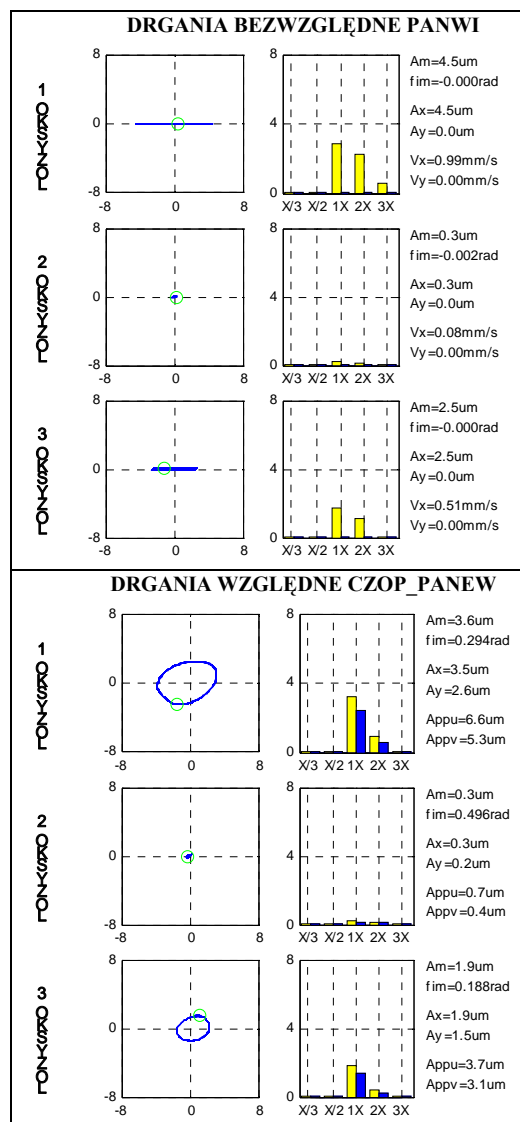 DRGANIA BEZWZGLĘDNE PANWI
LOZYSKO 1
8
0
-8
-8 0 8
8
4
0
X/3 X/2 1X 2X 3X
Am=4.5um
fim=-0.000rad
Ax=4.5um
Ay=0.0um
Vx=0.99mm/s
Vy=0.00mm/s
LOZYSKO 2
8
0
-8
-8 0 8
8
4
0
X/3 X/2 1X 2X 3X
Am=0.3um
fim=-0.002rad
Ax=0.3um
Ay=0.0um
Vx=0.08mm/s
Vy=0.00mm/s
LOZYSKO 3
8
0
-8
-8 0 8
8
4
0
X/3 X/2 1X 2X 3X
Am=2.5um
fim=-0.000rad
Ax=2.5um
Ay=0.0um
Vx=0.51mm/s
Vy=0.00mm/s
DRGANIA WZGLĘDNE CZOP_PANEW
LOZYSKO 1
8
0
-8
-8 0 8
8
4
0
X/3 X/2 1X 2X 3X
Am=3.6um
fim=0.294rad
Ax=3.5um
Ay=2.6um
Appu=6.6um
Appv=5.3um
LOZYSKO 2
8
0
-8
-8 0 8
8
4
0
X/3 X/2 1X 2X 3X
Am=0.3um
fim=0.496rad
Ax=0.3um
Ay=0.2um
Appu=0.7um
Appv=0.4um
LOZYSKO 3
8
0
-8
-8 0 8
8
4
0
X/3 X/2 1X 2X 3X
Am=1.9um
fim=0.188rad
Ax=1.9um
Ay=1.5um
Appu=3.7um
Appv=3.1um